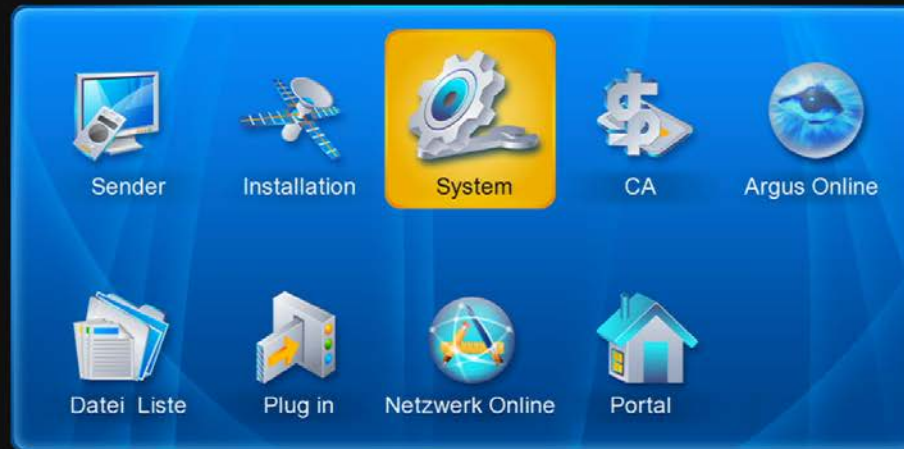 Sender
Installation
System
CA
Argus Online
Datei Liste
Plug in
Netzwerk Online
Portal